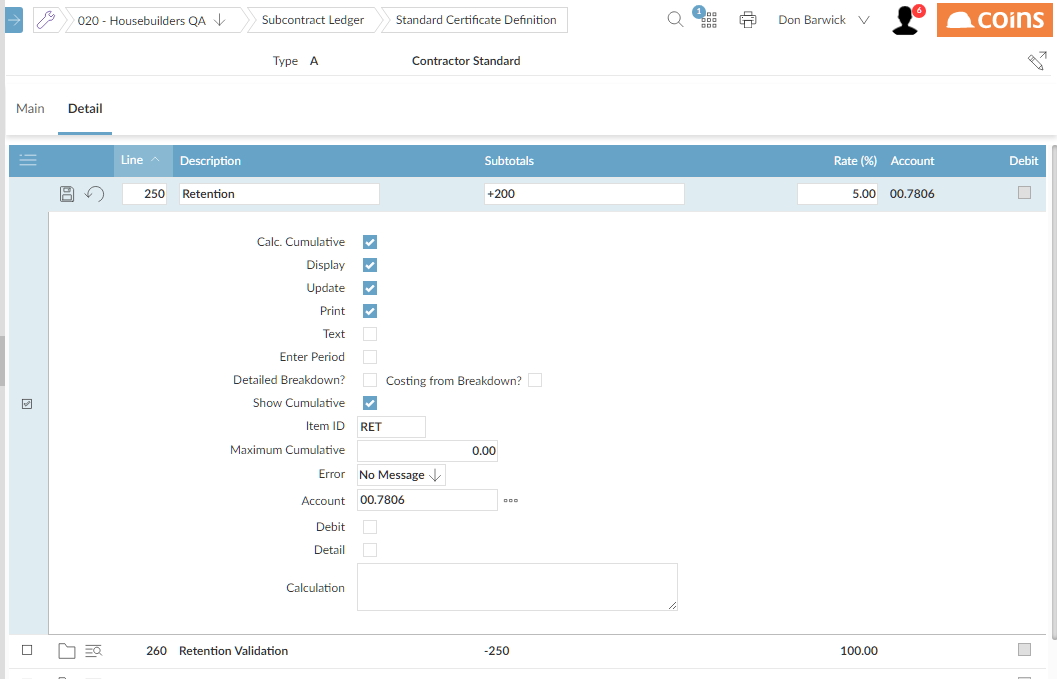 020 - Housebuilders QA Subcontract Ledger Standard Certificate Definition 1 Don Barwick 6 coins
Type A Contractor Standard
Main Detail
Line Description Subtotals Rate (%) Account Debit
250 Retention +200 5.00 00.7806
Calc. Cumulative
Display
Update
Print
Text
Enter Period
Detailed Breakdown? Costing from Breakdown?
Show Cumulative
Item ID RET
Maximum Cumulative 0.00
Error No Message
Account 00.7806
Debit
Detail
Calculation
260 Retention Validation -250 100.00